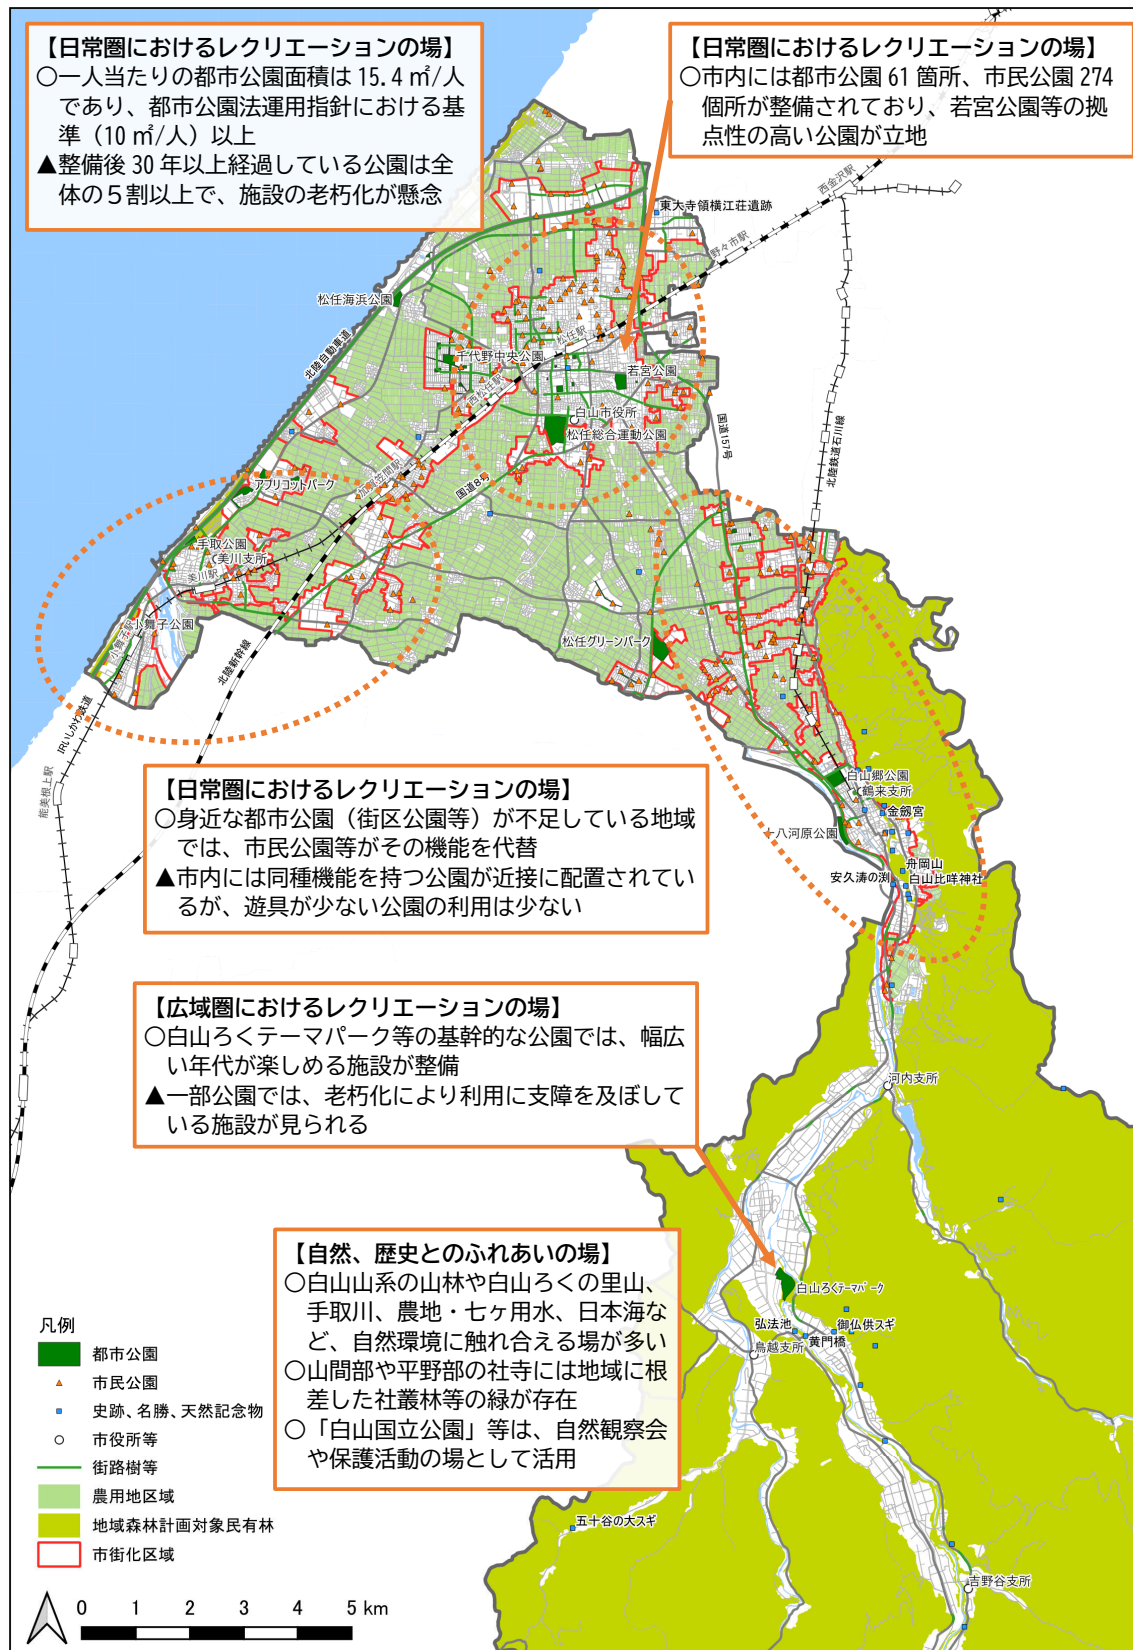 【日常圏におけるレクリエーションの場】
○一人当たりの都市公園面積は 15.4 ㎡/人
であり、都市公園法運用指針における基
準（10 ㎡/人）以上
▲整備後 30 年以上経過している公園は全
体の５割以上で、施設の老朽化が懸念
【日常圏におけるレクリエーションの場】
○市内には都市公園 61 箇所、市民公園 274
個所が整備されており、若宮公園等の拠
点性の高い公園が立地
西金沢駅
東大寺領横江荘遺跡
野々市駅
松任海浜公園
北陸自動車道
松任駅
千代野中央公園
西松任駅
若宮公園
白山市役所
松任総合運動公園
国道157号
北陸鉄道石川線
加賀笠間駅
国道8号
アプリコットパーク
手取公園
美川支所
美川駅
小舞子公園
小舞子駅
北陸新幹線
IRいしかわ鉄道
能美根上駅
松任グリーンパーク
白山郷公園
鶴来支所
金劔宮
十八河原公園
舟岡山
安久涛の渕
白山比咩神社
【日常圏におけるレクリエーションの場】
○身近な都市公園（街区公園等）が不足している地域
では、市民公園等がその機能を代替
▲市内には同種機能を持つ公園が近接に配置されてい
るが、遊具が少ない公園の利用は少ない
【広域圏におけるレクリエーションの場】
○白山ろくテーマパーク等の基幹的な公園では、幅広
い年代が楽しめる施設が整備
▲一部公園では、老朽化により利用に支障を及ぼして
いる施設が見られる
河内支所
【自然、歴史とのふれあいの場】
○白山山系の山林や白山ろくの里山、
手取川、農地・七ヶ用水、日本海な
ど、自然環境に触れ合える場が多い
○山間部や平野部の社寺には地域に根
差した社叢林等の緑が存在
○「白山国立公園」等は、自然観察会
や保護活動の場として活用
白山ろくテーマパーク
弘法池
御仏供スギ
黄門橋
鳥越支所
五十谷の大スギ
吉野谷支所
凡例
都市公園
市民公園
史跡、名勝、天然記念物
市役所等
街路樹等
農用地区域
地域森林計画対象民有林
市街化区域
0 1 2 3 4 5 km